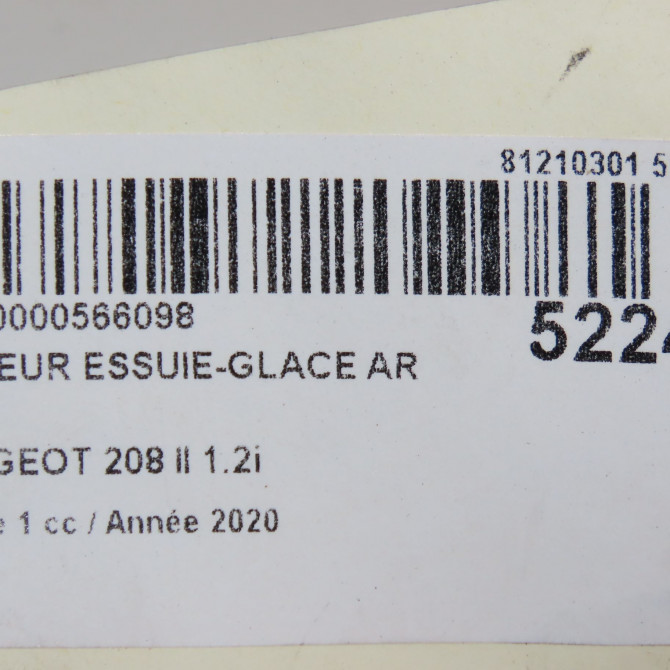 81210301 5
0000566098
5224
EUR ESSUIE-GLACE AR
GEOT 208 II 1.2i
e 1 cc / Année 2020